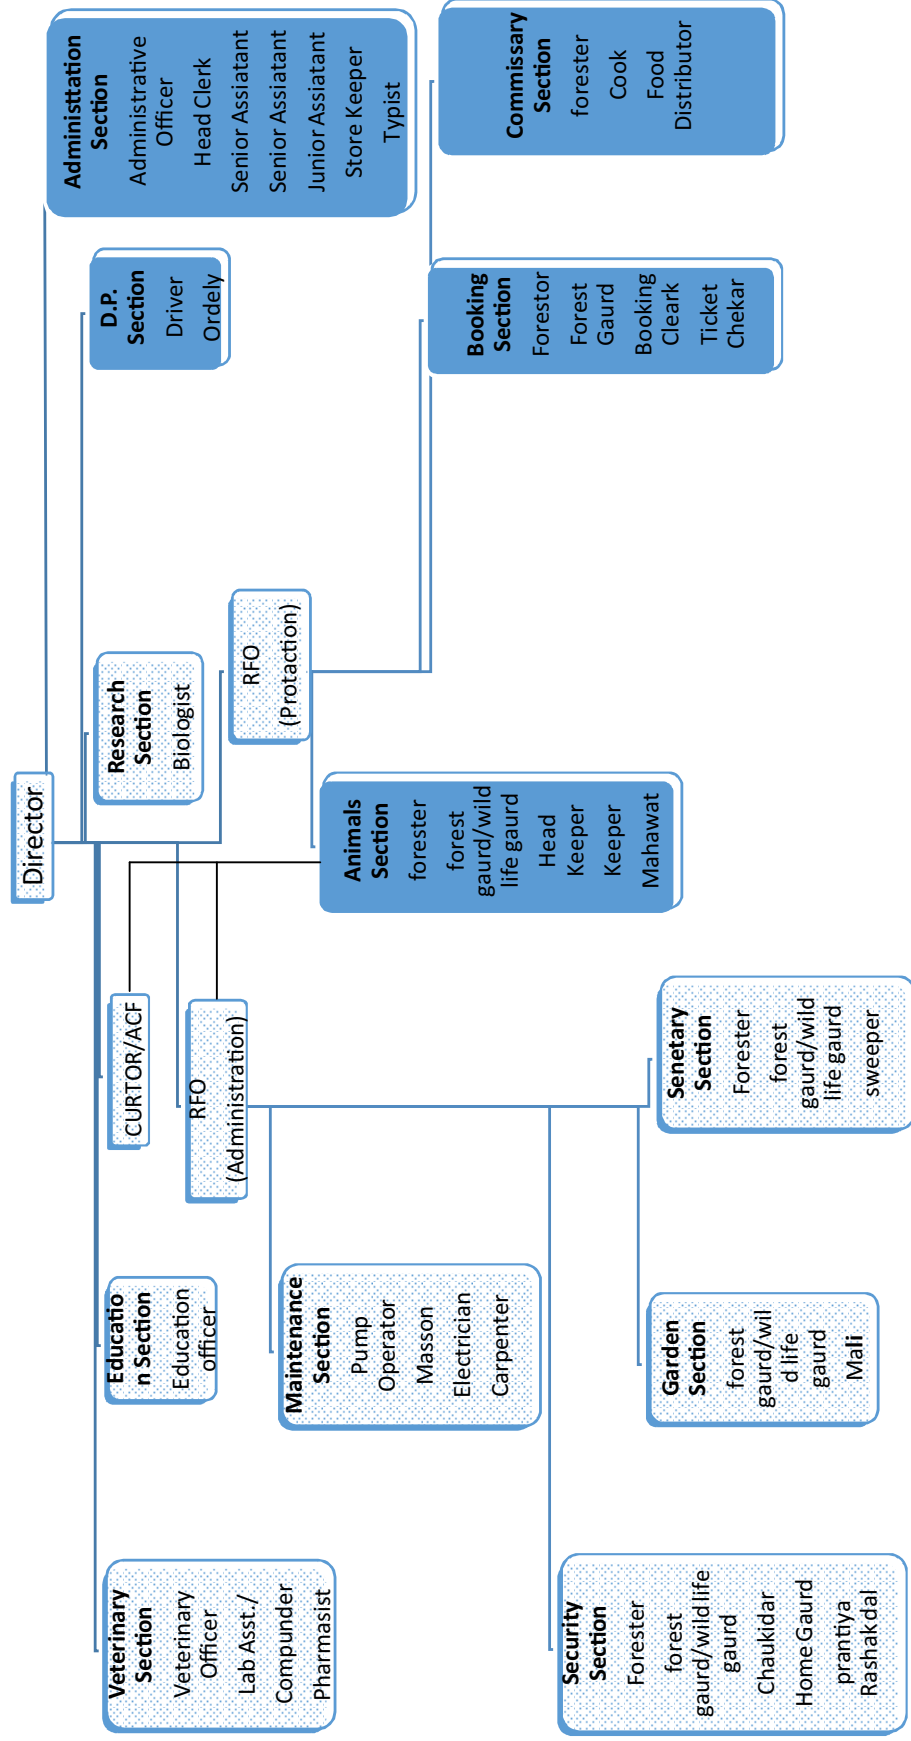 Director
Veterinary
Section
Veterinary
Officer
Lab Asst./
Compunder
Pharmasist
Educatio
n Section
Education
officer
CURTOR/ACF
RFO
(Administration)
Research
Section
Biologist
RFO
(Protaction)
D.P.
Section
Driver
Ordely
Administtation
Section
Administrative
Officer
Head Clerk
Senior Assiatant
Senior Assiatant
Junior Assiatant
Store Keeper
Typist
Maintenance
Section
Pump
Operator
Masson
Electrician
Carpenter
Animals
Section
forester
forest
gaurd/wild
life gaurd
Head
Keeper
Keeper
Mahawat
Booking
Section
Forestor
Forest
Gaurd
Booking
Cleark
Ticket
Chekar
Commissary
Section
forester
Cook
Food
Distributor
Security
Section
Forester
forest
gaurd/wild life
gaurd
Chaukidar
Home Gaurd
prantiya
Rashak dal
Garden
Section
forest
gaurd/wil
d life
gaurd
Mali
Senetary
Section
Forester
forest
gaurd/wild
life gaurd
sweeper